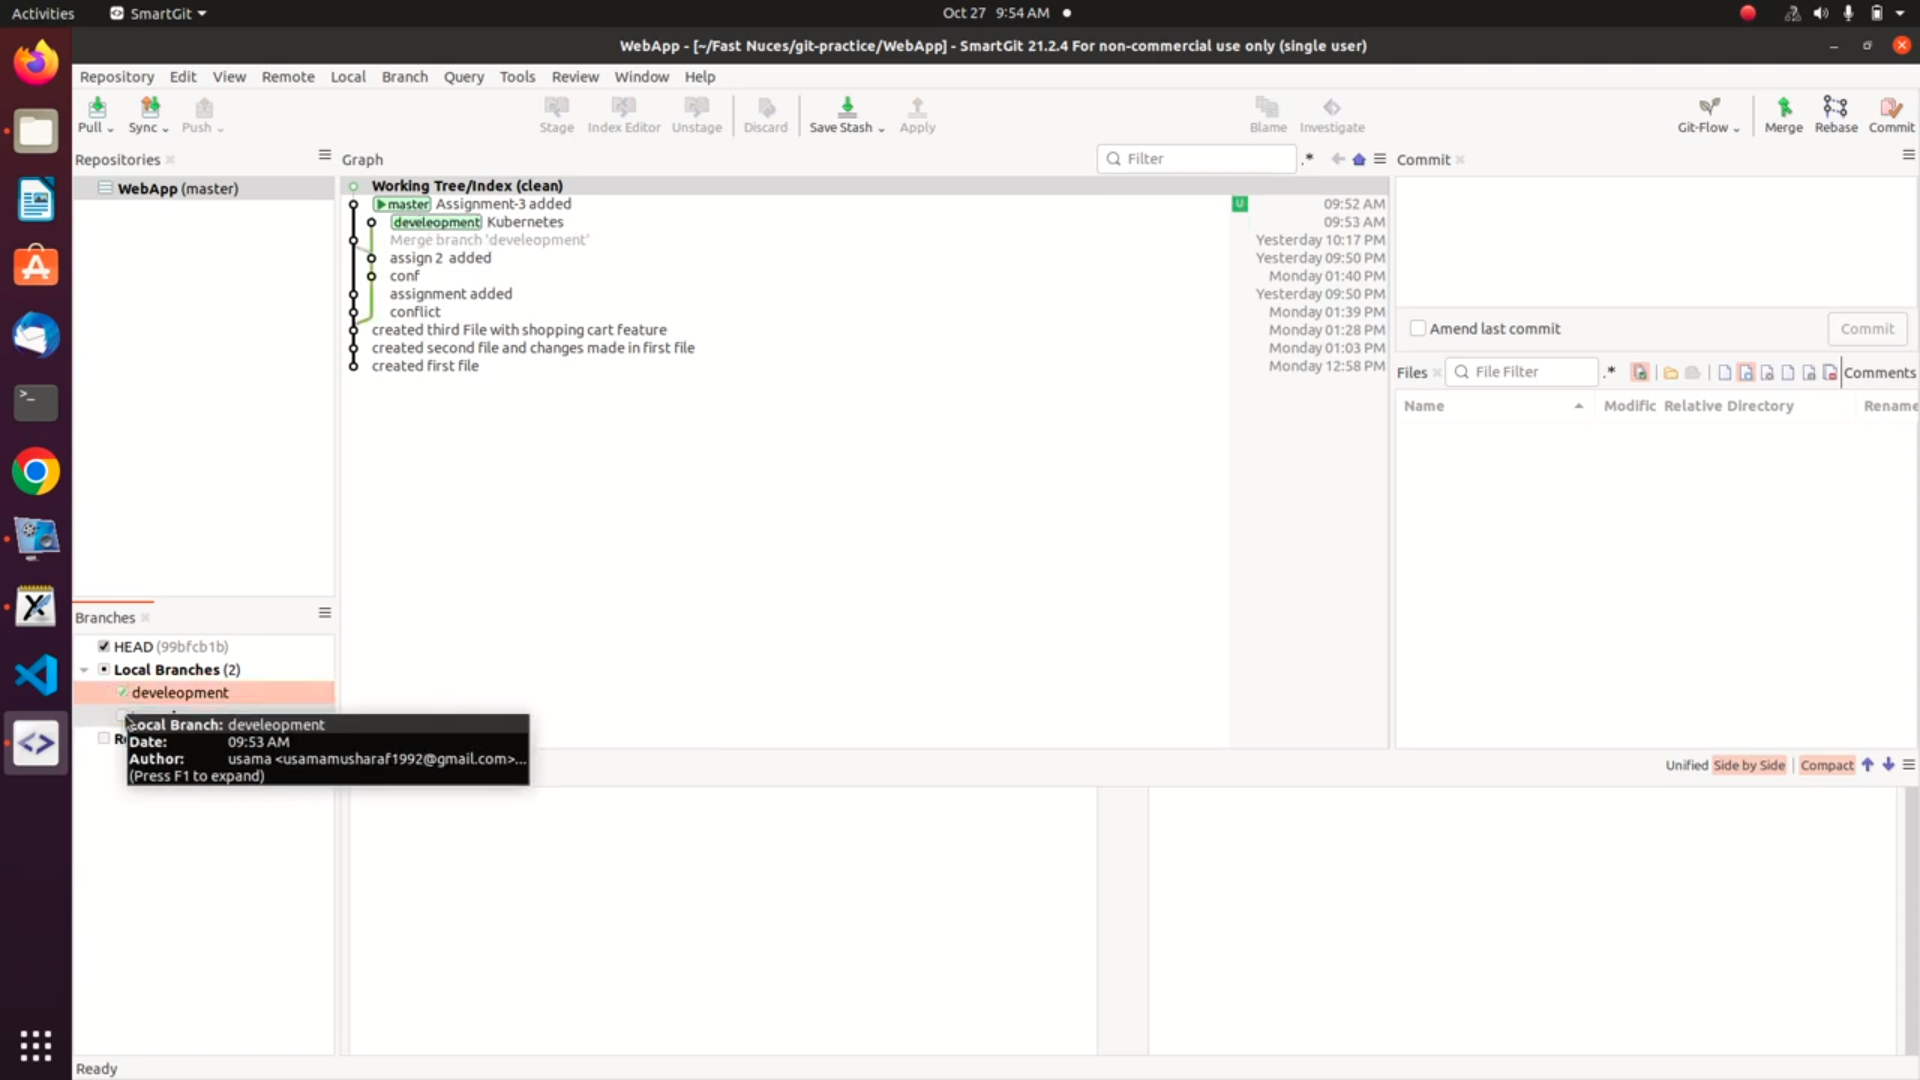 Activities
SmartGit
Oct 27 9:54 AM
WebApp - [~/Fast Nuces/git-practice/WebApp] - SmartGit 21.2.4 For non-commercial use only (single user)
Repository Edit View Remote Local Branch Query Tools Review Window Help
Pull Sync Push Stage Index Editor Unstage Discard Save Stash Apply Blame Investigate Git-Flow Merge Rebase Commit
Repositories
Graph
Filter
.*
Commit
WebApp (master)
Working Tree/Index (clean)
master Assignment-3 added U 09:52 AM
develeopment Kubernetes 09:53 AM
Merge branch 'develeopment' Yesterday 10:17 PM
assign 2 added Yesterday 09:50 PM
conf Monday 01:40 PM
assignment added Yesterday 09:50 PM
conflict Monday 01:39 PM
created third File with shopping cart feature Monday 01:28 PM
created second file and changes made in first file Monday 01:03 PM
created first file Monday 12:58 PM
Amend last commit
Commit
Files
File Filter
.*
Comments
Name Modific Relative Directory Rename
Branches
HEAD (99bfcb1b)
Local Branches (2)
develeopment
Local Branch: develeopment
Date: 09:53 AM
Author: usama <usamamusharaf1992@gmail.com>...
(Press F1 to expand)
Unified Side by Side Compact
Ready